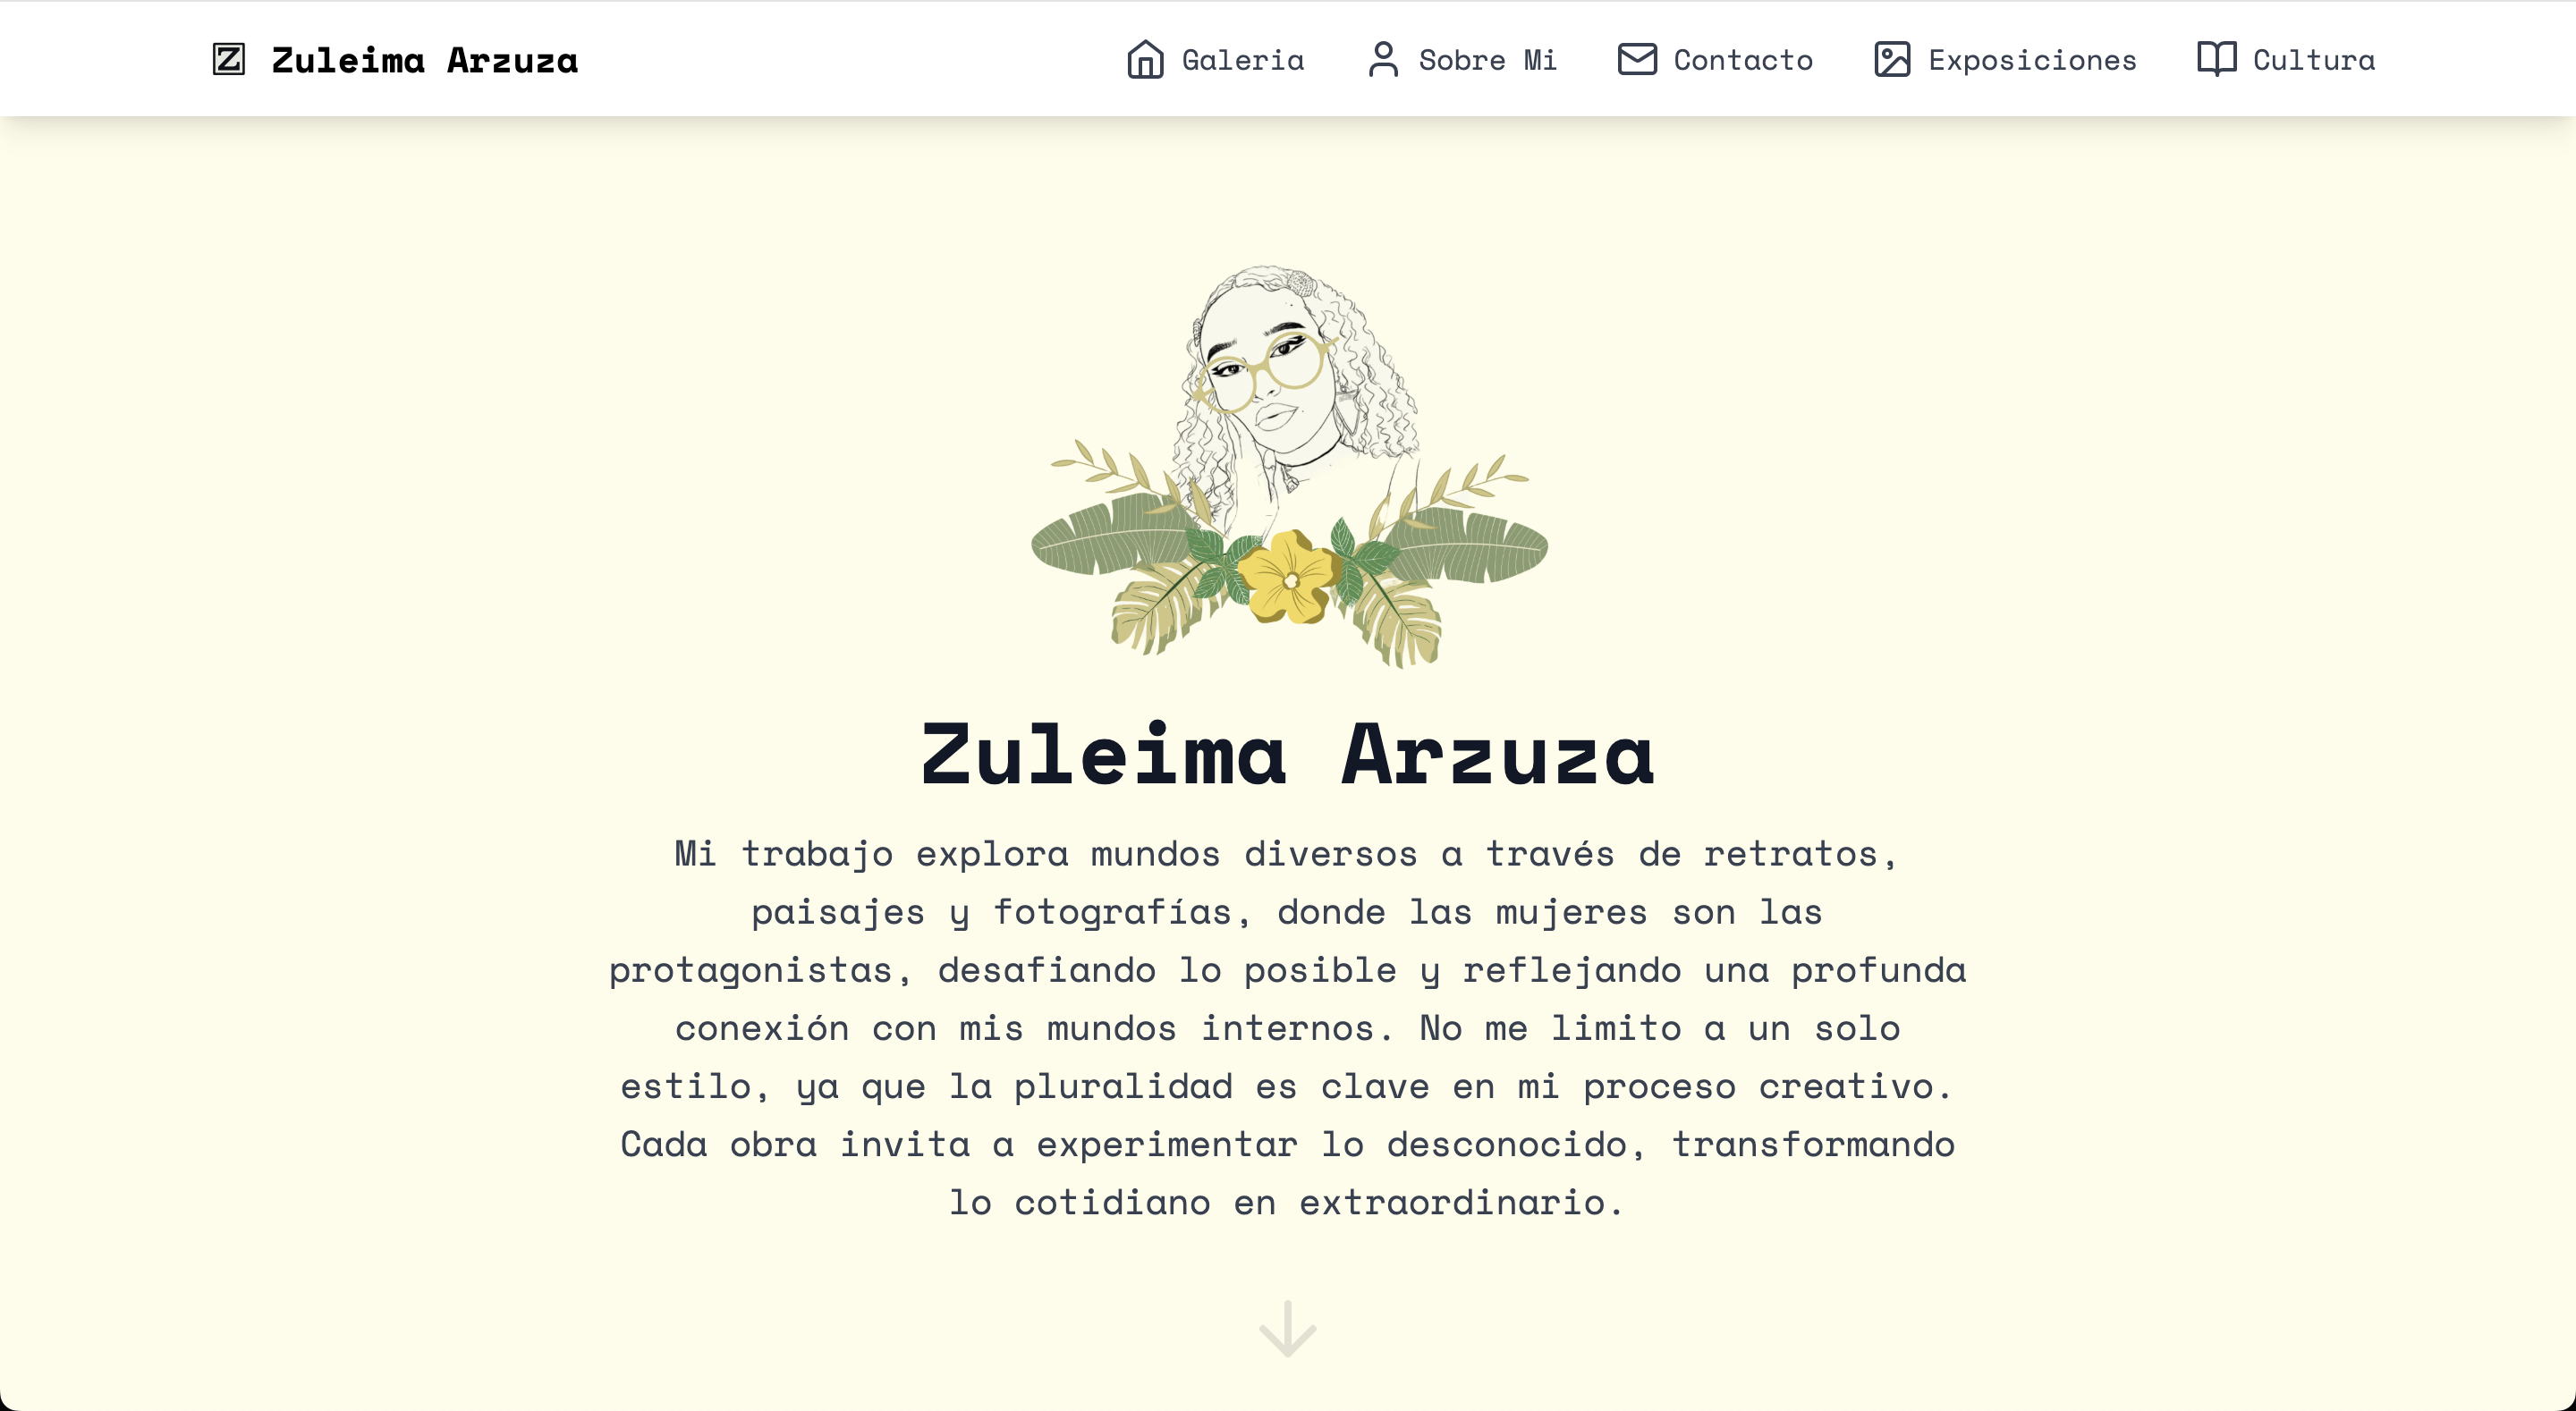 Z Zuleima Arzuza
Galeria Sobre Mi Contacto Exposiciones Cultura
Zuleima Arzuza
Mi trabajo explora mundos diversos a través de retratos,
paisajes y fotografías, donde las mujeres son las
protagonistas, desafiando lo posible y reflejando una profunda
conexión con mis mundos internos. No me limito a un solo
estilo, ya que la pluralidad es clave en mi proceso creativo.
Cada obra invita a experimentar lo desconocido, transformando
lo cotidiano en extraordinario.